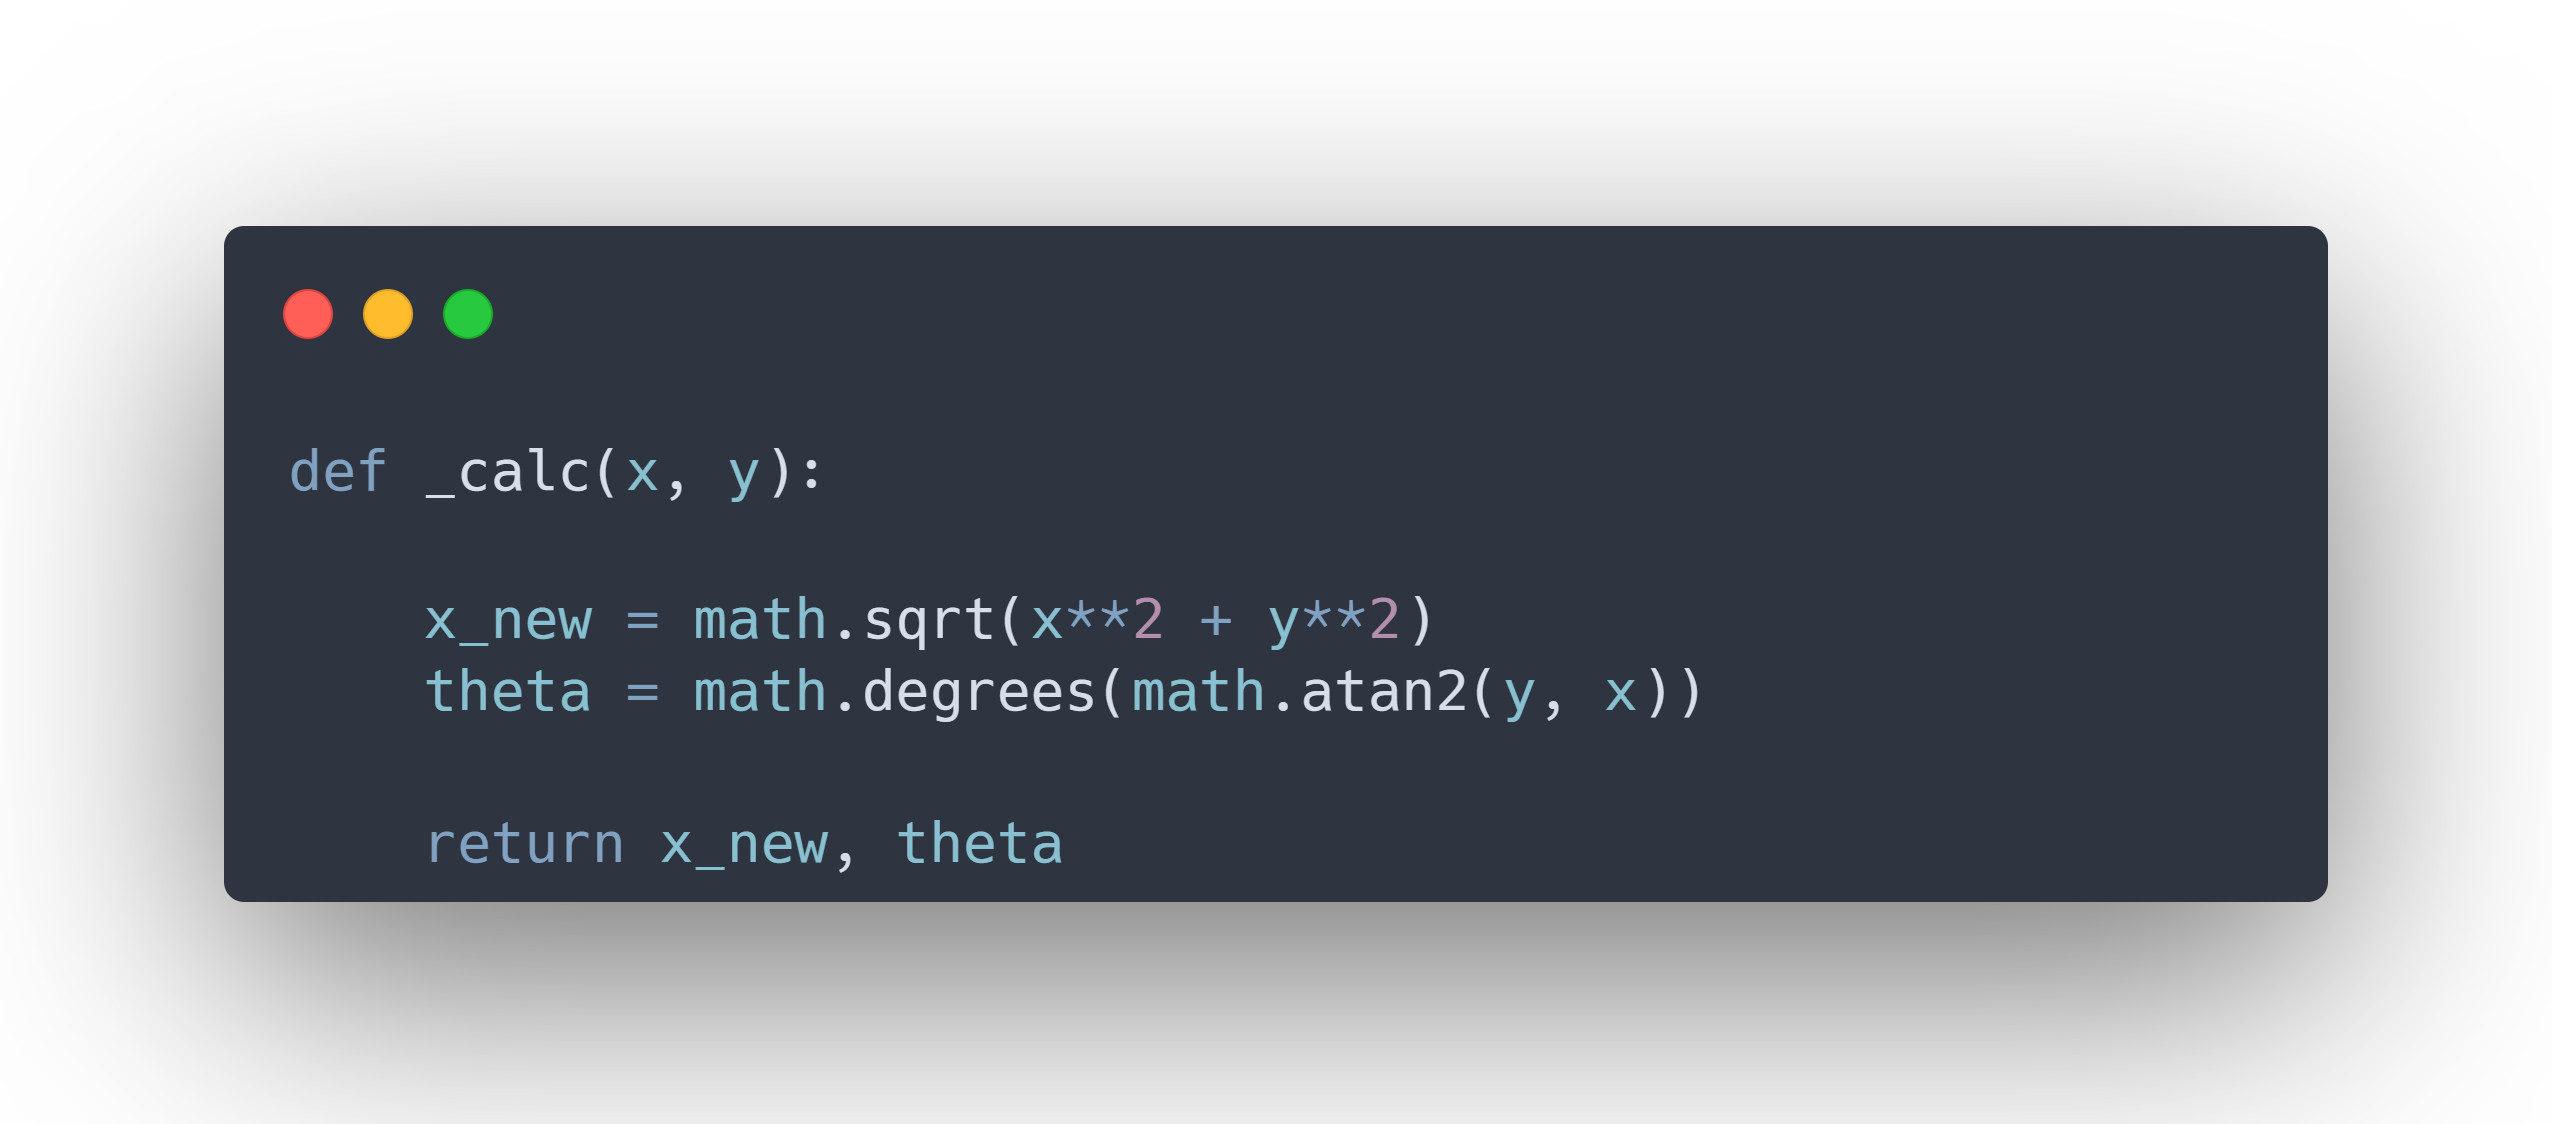 def _calc(x, y):
    x_new = math.sqrt(x**2 + y**2)
    theta = math.degrees(math.atan2(y, x))
    return x_new, theta